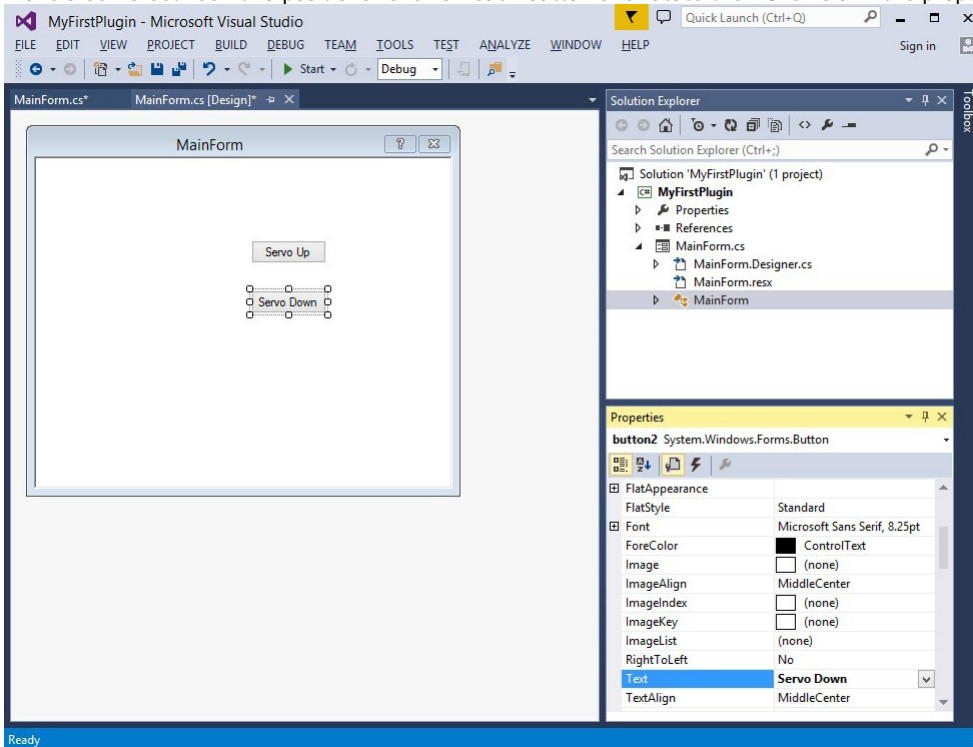 MyFirstPlugin - Microsoft Visual Studio
Quick Launch (Ctrl+Q)
FILE EDIT VIEW PROJECT BUILD DEBUG TEAM TOOLS TEST ANALYZE WINDOW HELP
Sign in
Start
Debug
MainForm.cs*
MainForm.cs [Design]*
MainForm
Servo Up
Servo Down
Toolbox
Solution Explorer
Search Solution Explorer (Ctrl+;)
Solution 'MyFirstPlugin' (1 project)
C# MyFirstPlugin
Properties
References
MainForm.cs
MainForm.Designer.cs
MainForm.resx
MainForm
Properties
button2 System.Windows.Forms.Button
FlatAppearance
FlatStyle Standard
Font Microsoft Sans Serif, 8.25pt
ForeColor ControlText
Image (none)
ImageAlign MiddleCenter
ImageIndex (none)
ImageKey (none)
ImageList (none)
RightToLeft No
Text Servo Down
TextAlign MiddleCenter
Ready